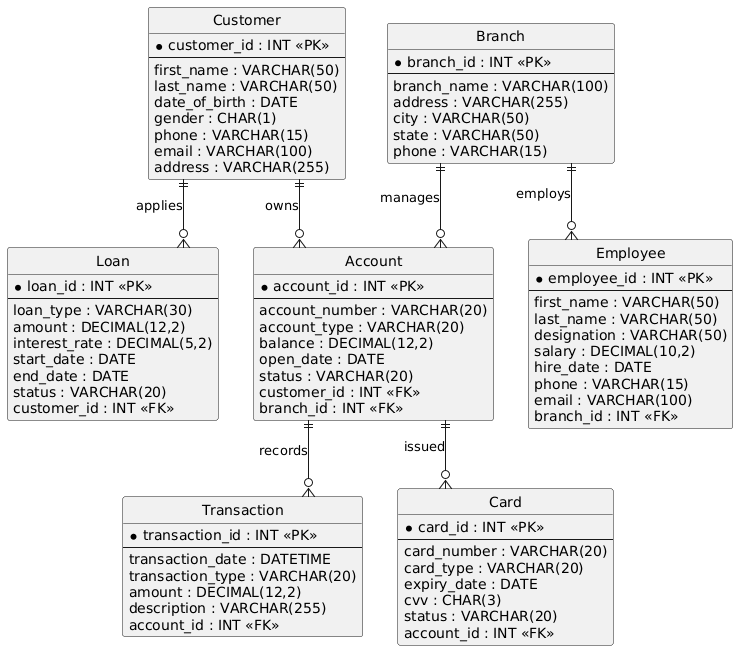 Customer
customer_id : INT «PK»
first_name : VARCHAR(50)
last_name : VARCHAR(50)
date_of_birth : DATE
gender : CHAR(1)
phone : VARCHAR(15)
email : VARCHAR(100)
address : VARCHAR(255)
Branch
branch_id : INT «PK»
branch_name : VARCHAR(100)
address : VARCHAR(255)
city : VARCHAR(50)
state : VARCHAR(50)
phone : VARCHAR(15)
applies
owns
manages
employs
Loan
loan_id : INT «PK»
loan_type : VARCHAR(30)
amount : DECIMAL(12,2)
interest_rate : DECIMAL(5,2)
start_date : DATE
end_date : DATE
status : VARCHAR(20)
customer_id : INT «FK»
Account
account_id : INT «PK»
account_number : VARCHAR(20)
account_type : VARCHAR(20)
balance : DECIMAL(12,2)
open_date : DATE
status : VARCHAR(20)
customer_id : INT «FK»
branch_id : INT «FK»
Employee
employee_id : INT «PK»
first_name : VARCHAR(50)
last_name : VARCHAR(50)
designation : VARCHAR(50)
salary : DECIMAL(10,2)
hire_date : DATE
phone : VARCHAR(15)
email : VARCHAR(100)
branch_id : INT «FK»
records
issued
Transaction
transaction_id : INT «PK»
transaction_date : DATETIME
transaction_type : VARCHAR(20)
amount : DECIMAL(12,2)
description : VARCHAR(255)
account_id : INT «FK»
Card
card_id : INT «PK»
card_number : VARCHAR(20)
card_type : VARCHAR(20)
expiry_date : DATE
cvv : CHAR(3)
status : VARCHAR(20)
account_id : INT «FK»